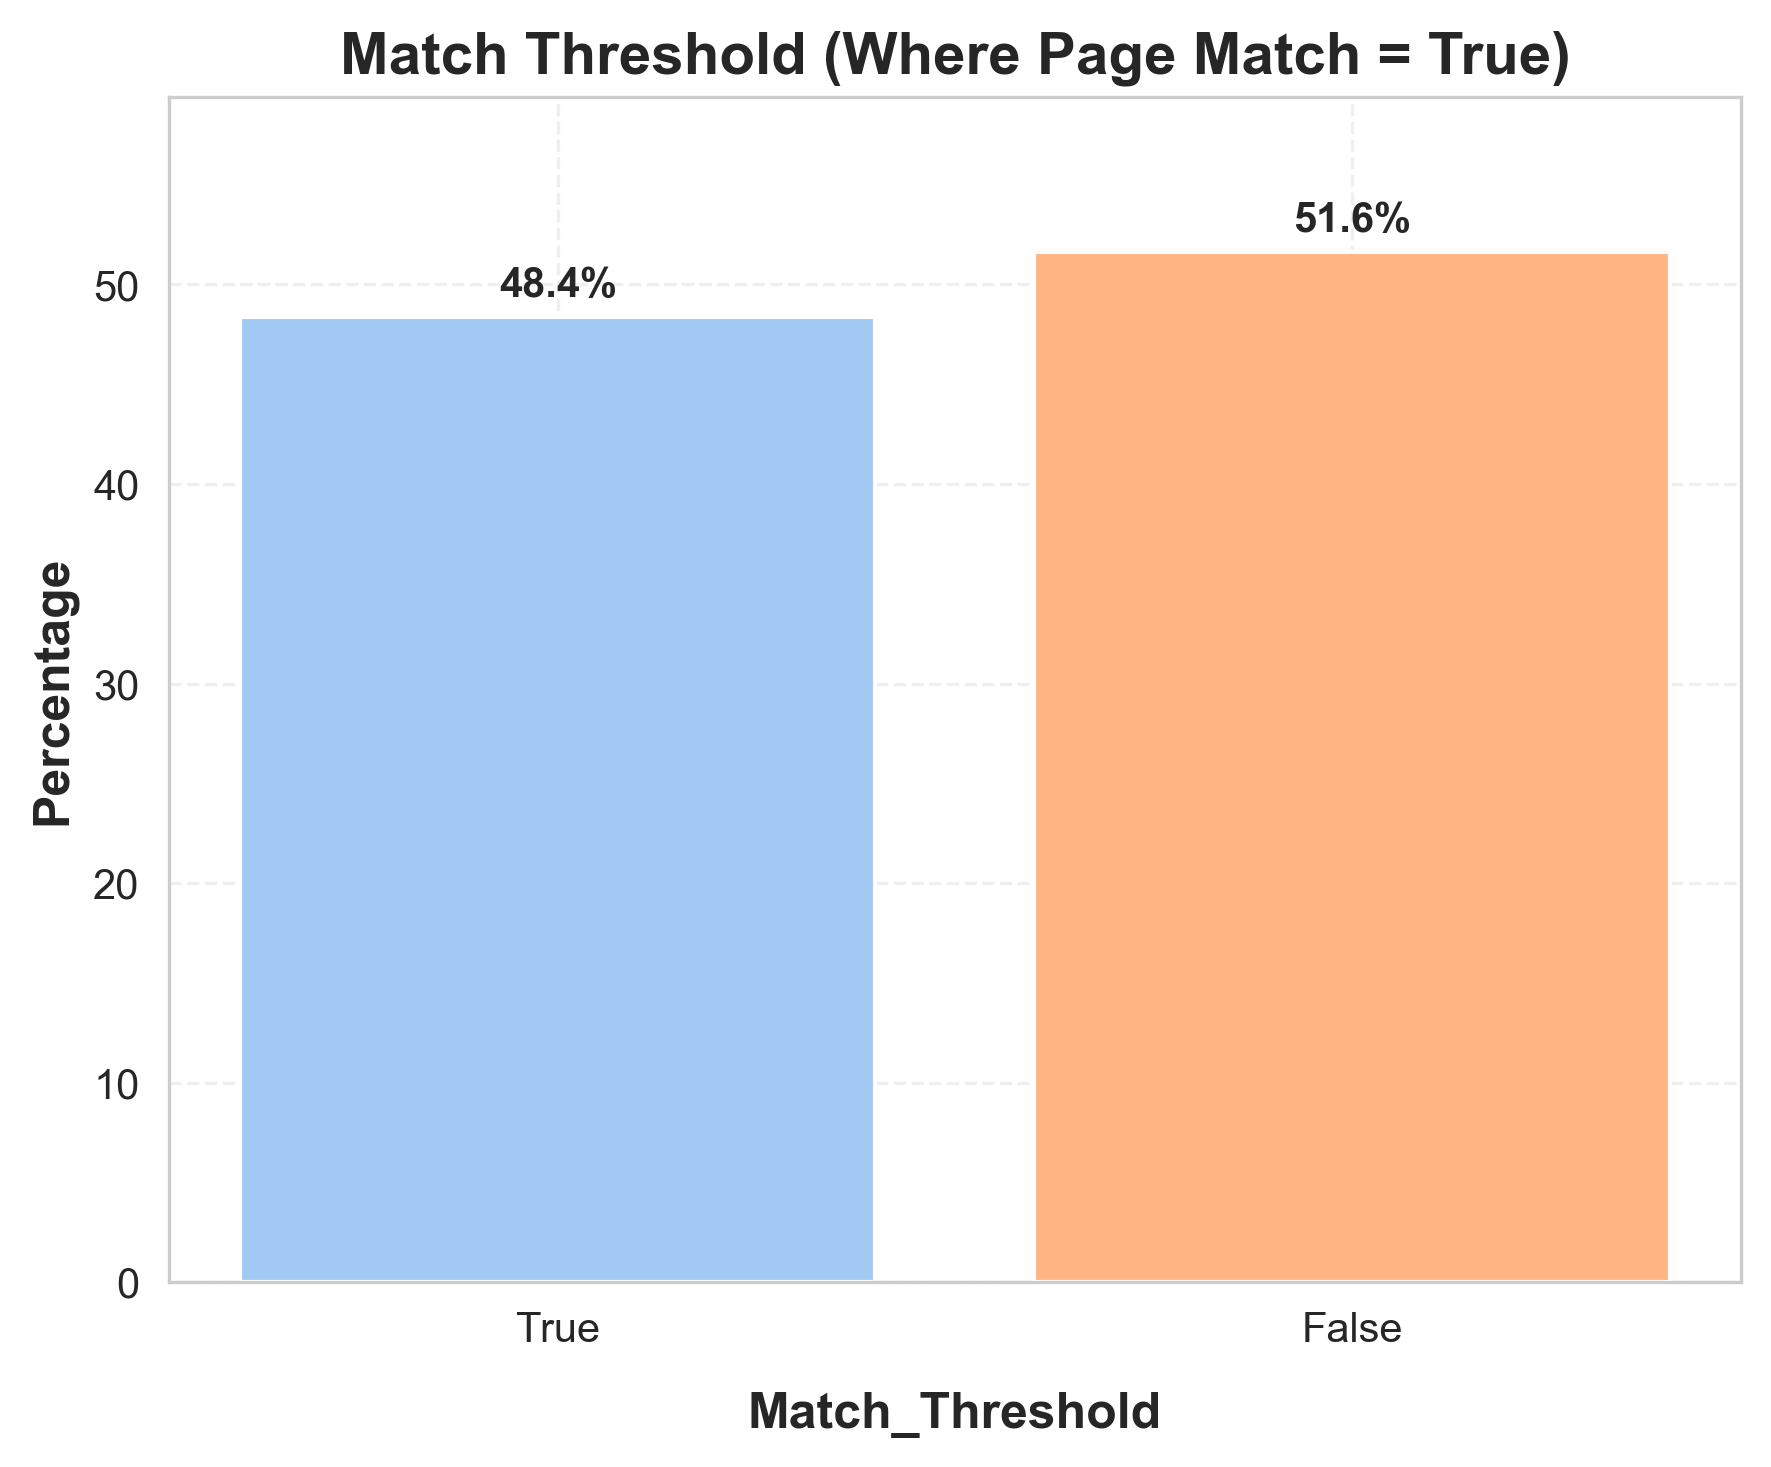 Match Threshold (Where Page Match = True)
51.6%
48.4%
50
40
30
20
10
0
Percentage
True
False
Match_Threshold